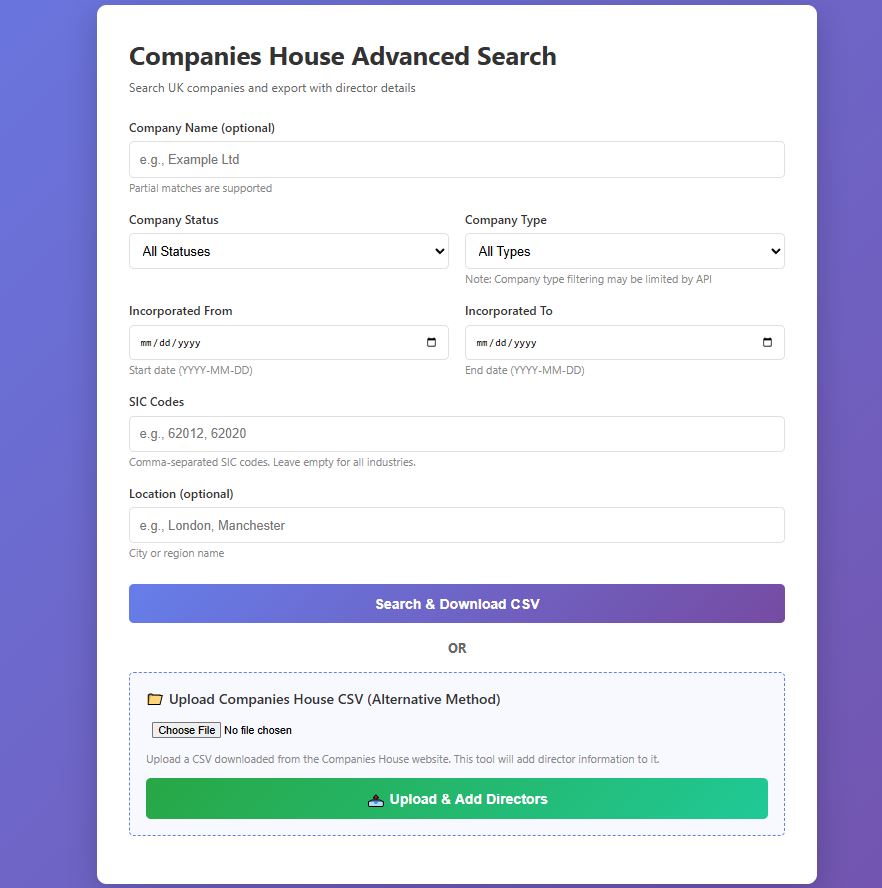 Companies House Advanced Search
Search UK companies and export with director details
Company Name (optional)
e.g., Example Ltd
Partial matches are supported
Company Status
Company Type
All Statuses
All Types
Note: Company type filtering may be limited by API
Incorporated From
Incorporated To
mm/dd/yyyy
mm/dd/yyyy
Start date (YYYY-MM-DD)
End date (YYYY-MM-DD)
SIC Codes
e.g., 62012, 62020
Comma-separated SIC codes. Leave empty for all industries.
Location (optional)
e.g., London, Manchester
City or region name
Search & Download CSV
OR
Upload Companies House CSV (Alternative Method)
Choose File No file chosen
Upload a CSV downloaded from the Companies House website. This tool will add director information to it.
Upload & Add Directors